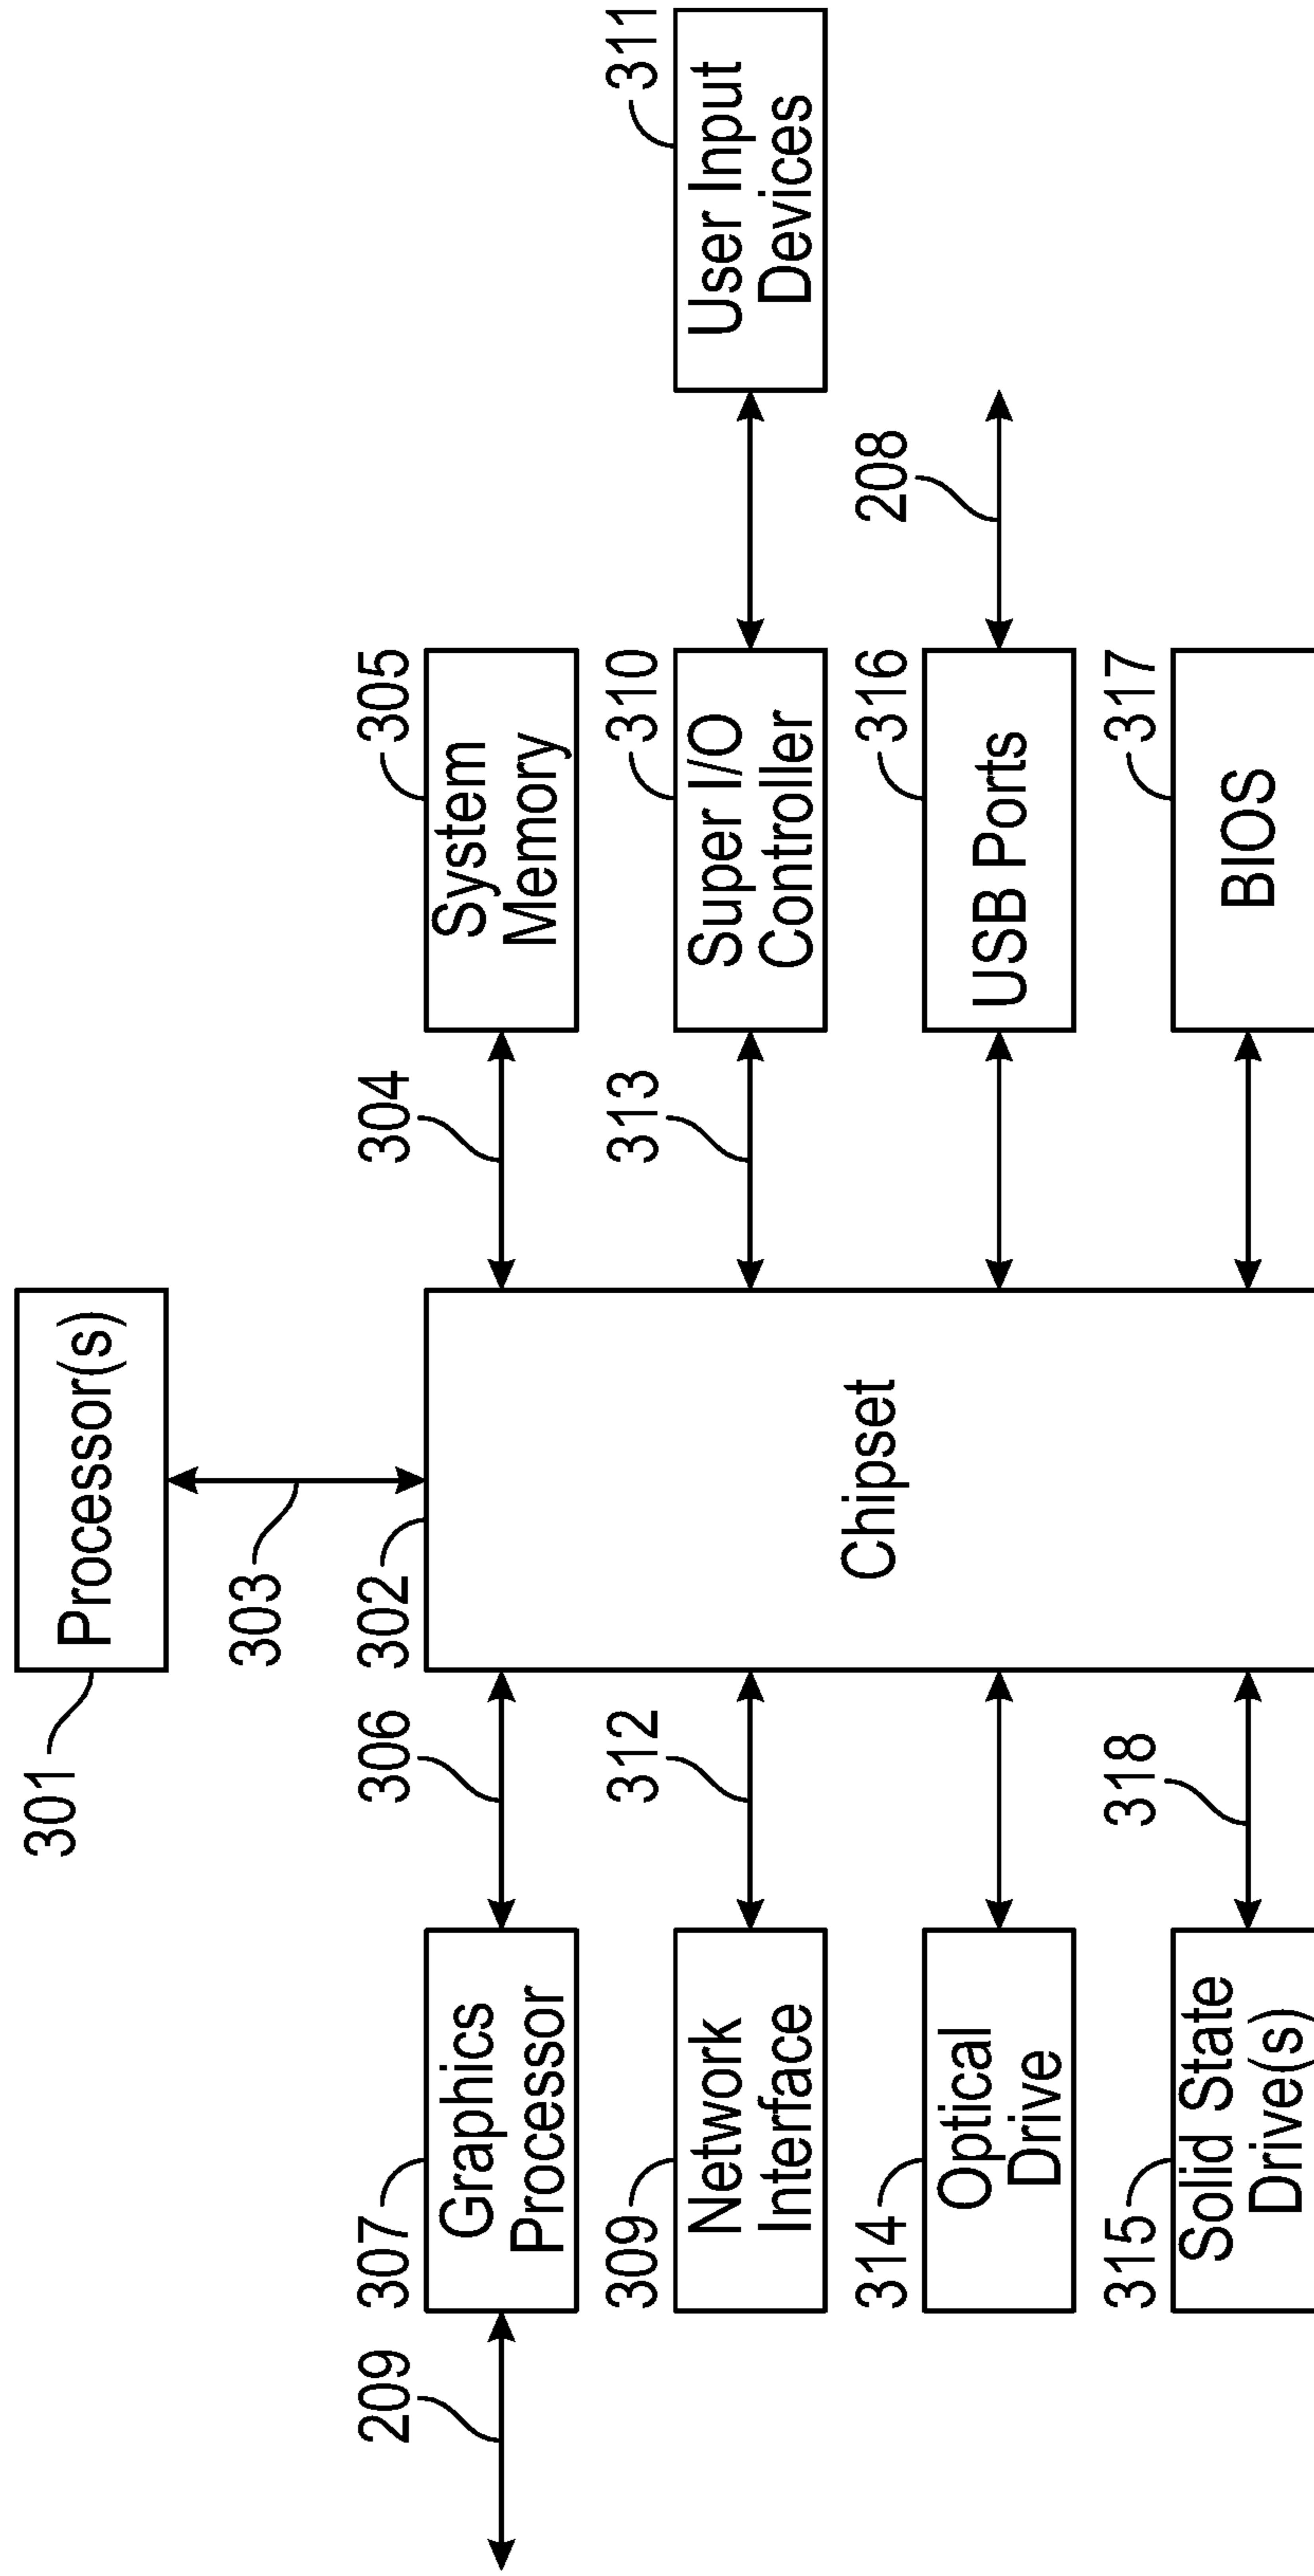 301
Processor(s)
303
302
Chipset
209
307
Graphics
Processor
306
304
305
System
Memory
309
Network
Interface
312
313
310
Super I/O
Controller
311
User Input
Devices
314
Optical
Drive
316
USB Ports
208
315
Solid State
Drive(s)
318
317
BIOS